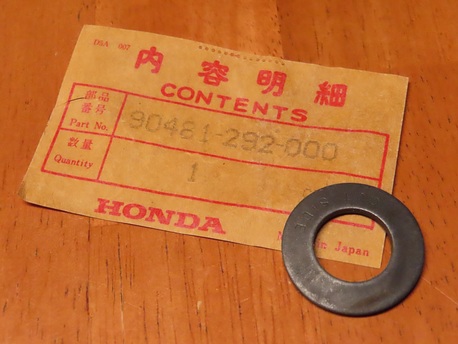 DSA 007
内容明細
CONTENTS
部品
番号
Part No.
90481-292-000
数量
Quantity
1
HONDA
in Japan